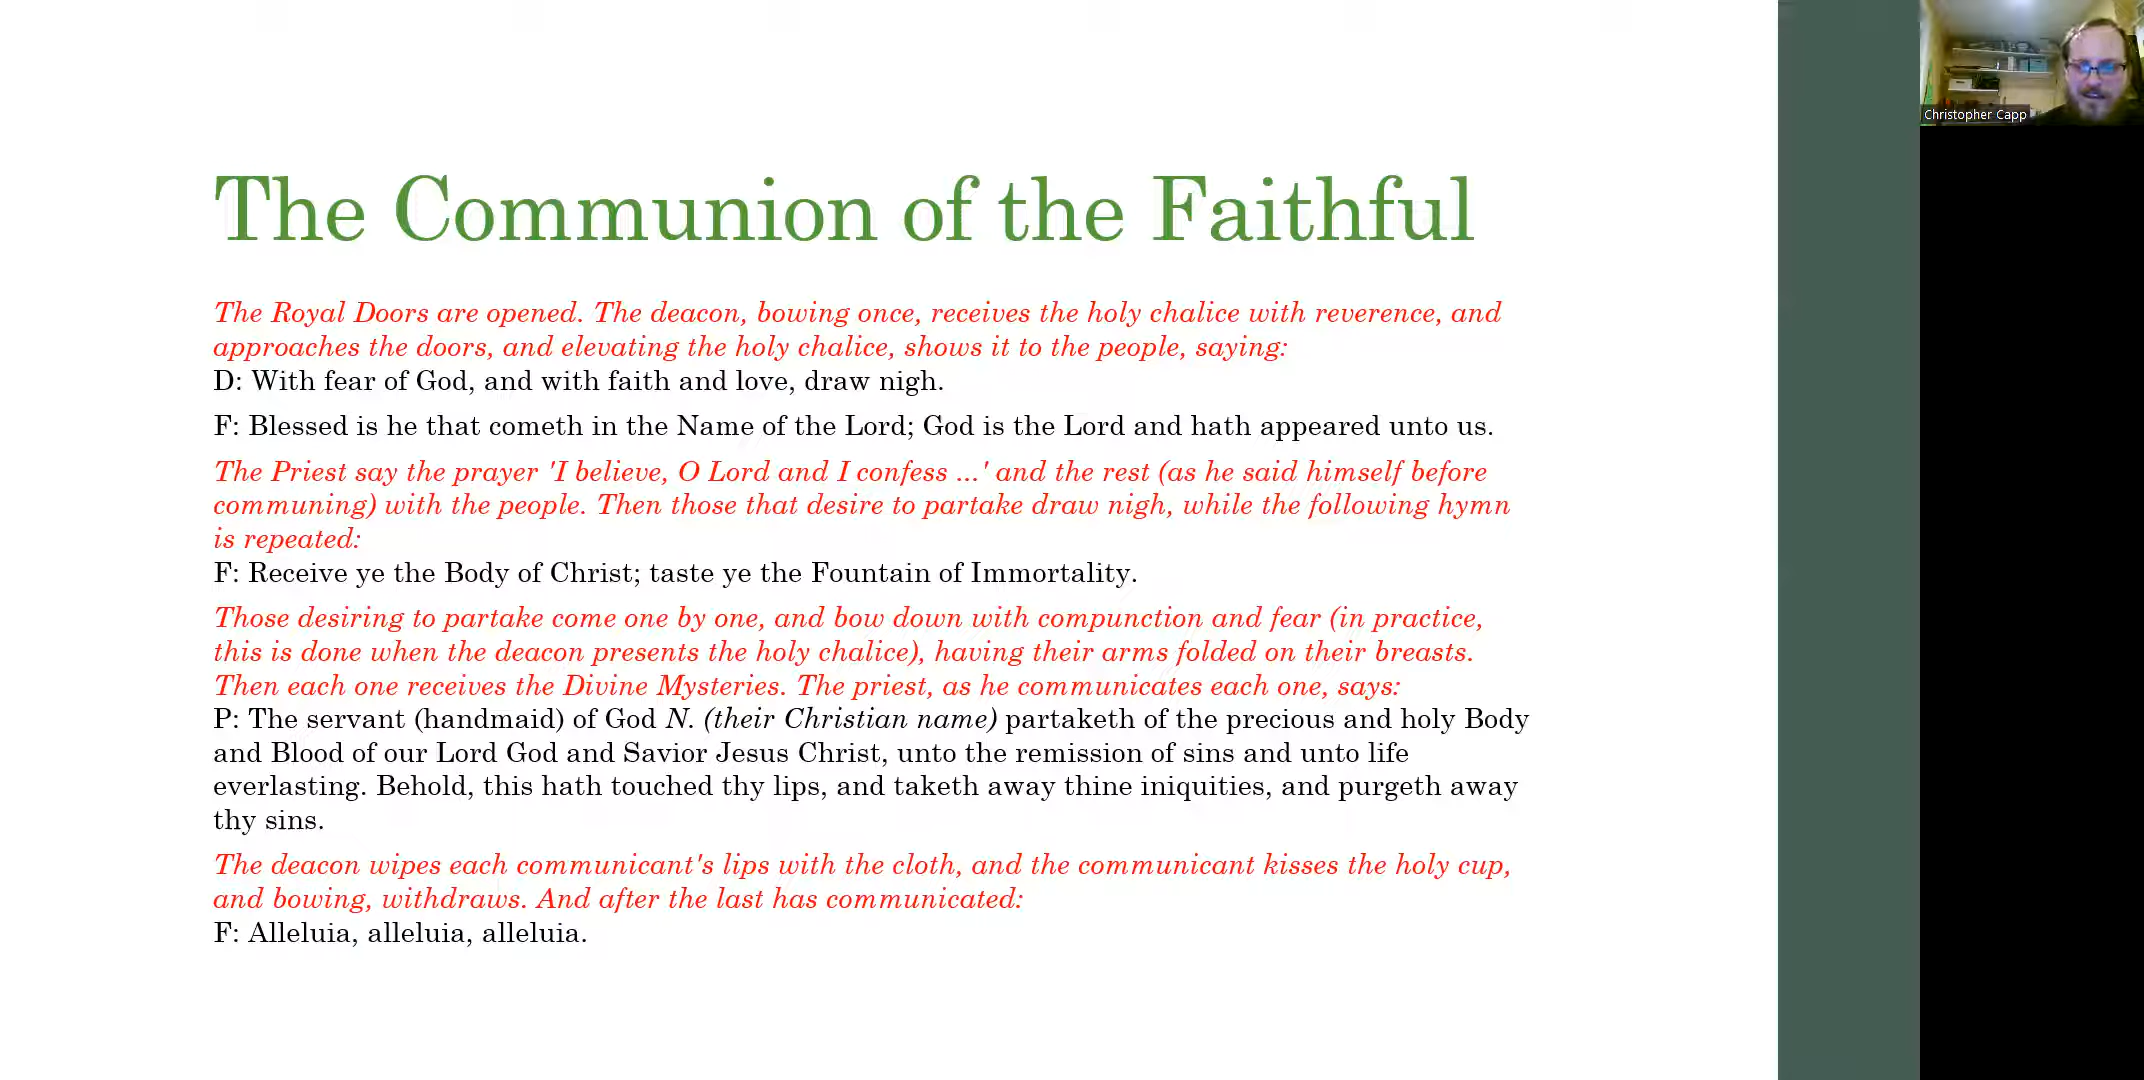 The Communion of the Faithful
The Royal Doors are opened. The deacon, bowing once, receives the holy chalice with reverence, and
approaches the doors, and elevating the holy chalice, shows it to the people, saying:
D: With fear of God, and with faith and love, draw nigh.
F: Blessed is he that cometh in the Name of the Lord; God is the Lord and hath appeared unto us.
The Priest say the prayer 'I believe, O Lord and I confess ...' and the rest (as he said himself before
communing) with the people. Then those that desire to partake draw nigh, while the following hymn
is repeated:
F: Receive ye the Body of Christ; taste ye the Fountain of Immortality.
Those desiring to partake come one by one, and bow down with compunction and fear (in practice,
this is done when the deacon presents the holy chalice), having their arms folded on their breasts.
Then each one receives the Divine Mysteries. The priest, as he communicates each one, says:
P: The servant (handmaid) of God N. (their Christian name) partaketh of the precious and holy Body
and Blood of our Lord God and Savior Jesus Christ, unto the remission of sins and unto life
everlasting. Behold, this hath touched thy lips, and taketh away thine iniquities, and purgeth away
thy sins.
The deacon wipes each communicant's lips with the cloth, and the communicant kisses the holy cup,
and bowing, withdraws. And after the last has communicated:
F: Alleluia, alleluia, alleluia.
Christopher Capp